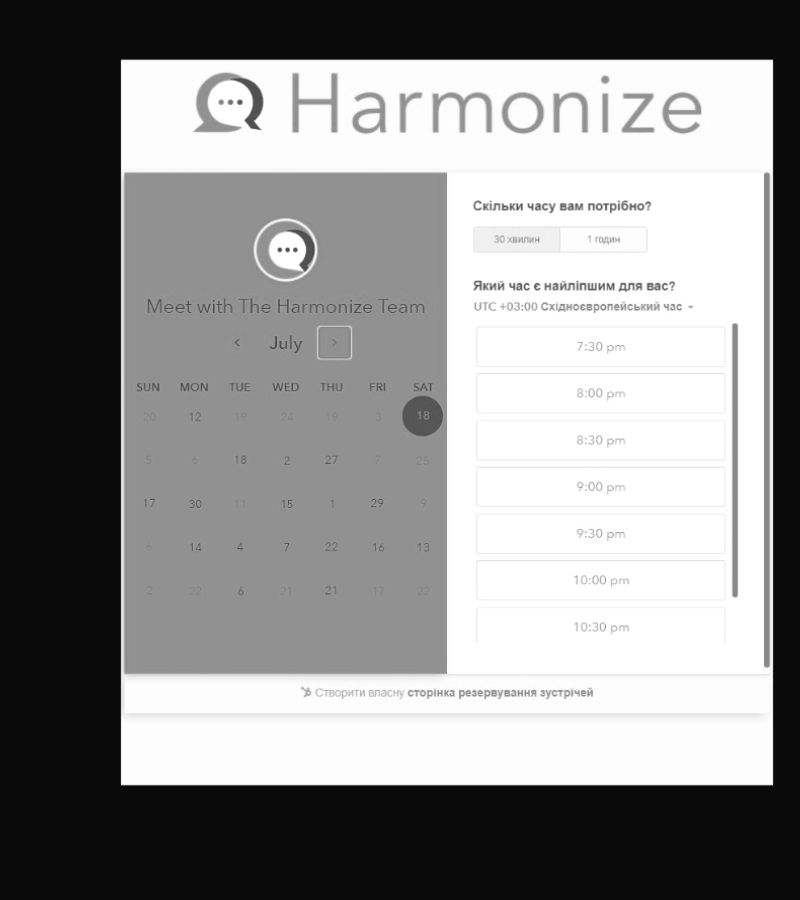 Harmonize
Meet with The Harmonize Team
July
SUN MON TUE WED THU FRI SAT
20 12 19 24 19 3 18
5 6 18 2 27 7 25
17 30 11 15 1 29 9
6 14 4 7 22 16 13
2 22 6 21 21 17 22
Скільки часу вам потрібно?
30 хвилин 1 годин
Який час є найліпшим для вас?
UTC +03:00 Східноєвропейський час
7:30 pm
8:00 pm
8:30 pm
9:00 pm
9:30 pm
10:00 pm
10:30 pm
Створити власну сторінка резервування зустрічей